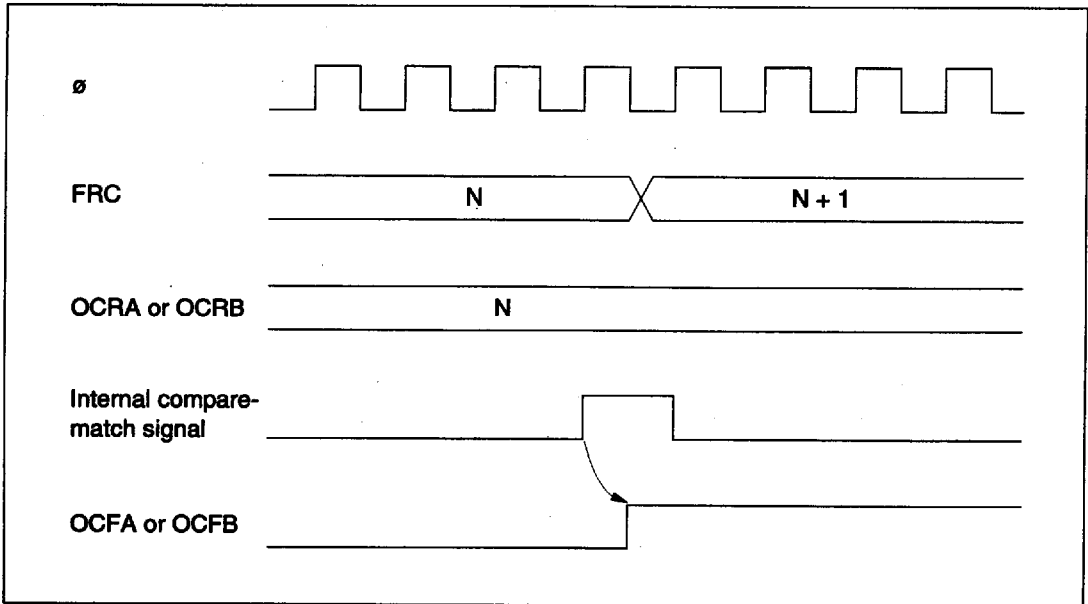 ø
FRC
N
N + 1
OCRA or OCRB
N
Internal compare-
match signal
OCFA or OCFB